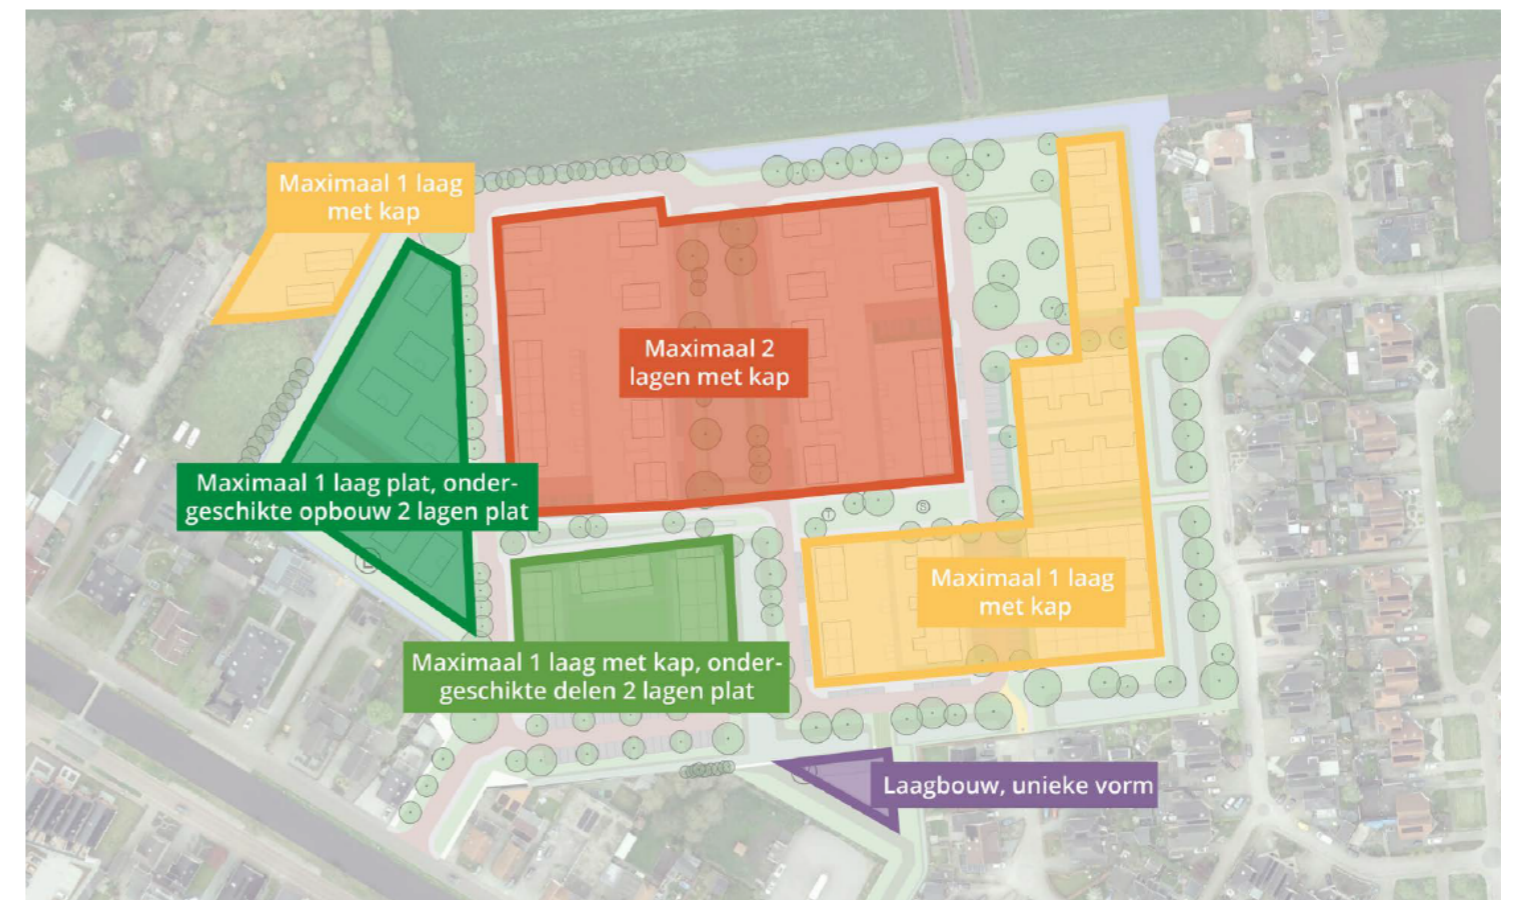 Maximaal 1 laag
met kap
Maximaal 2
lagen met kap
Maximaal 1 laag plat, onder-
geschikte opbouw 2 lagen plat
Maximaal 1 laag
met kap
Maximaal 1 laag met kap, onder-
geschikte delen 2 lagen plat
Laagbouw, unieke vorm
T
S